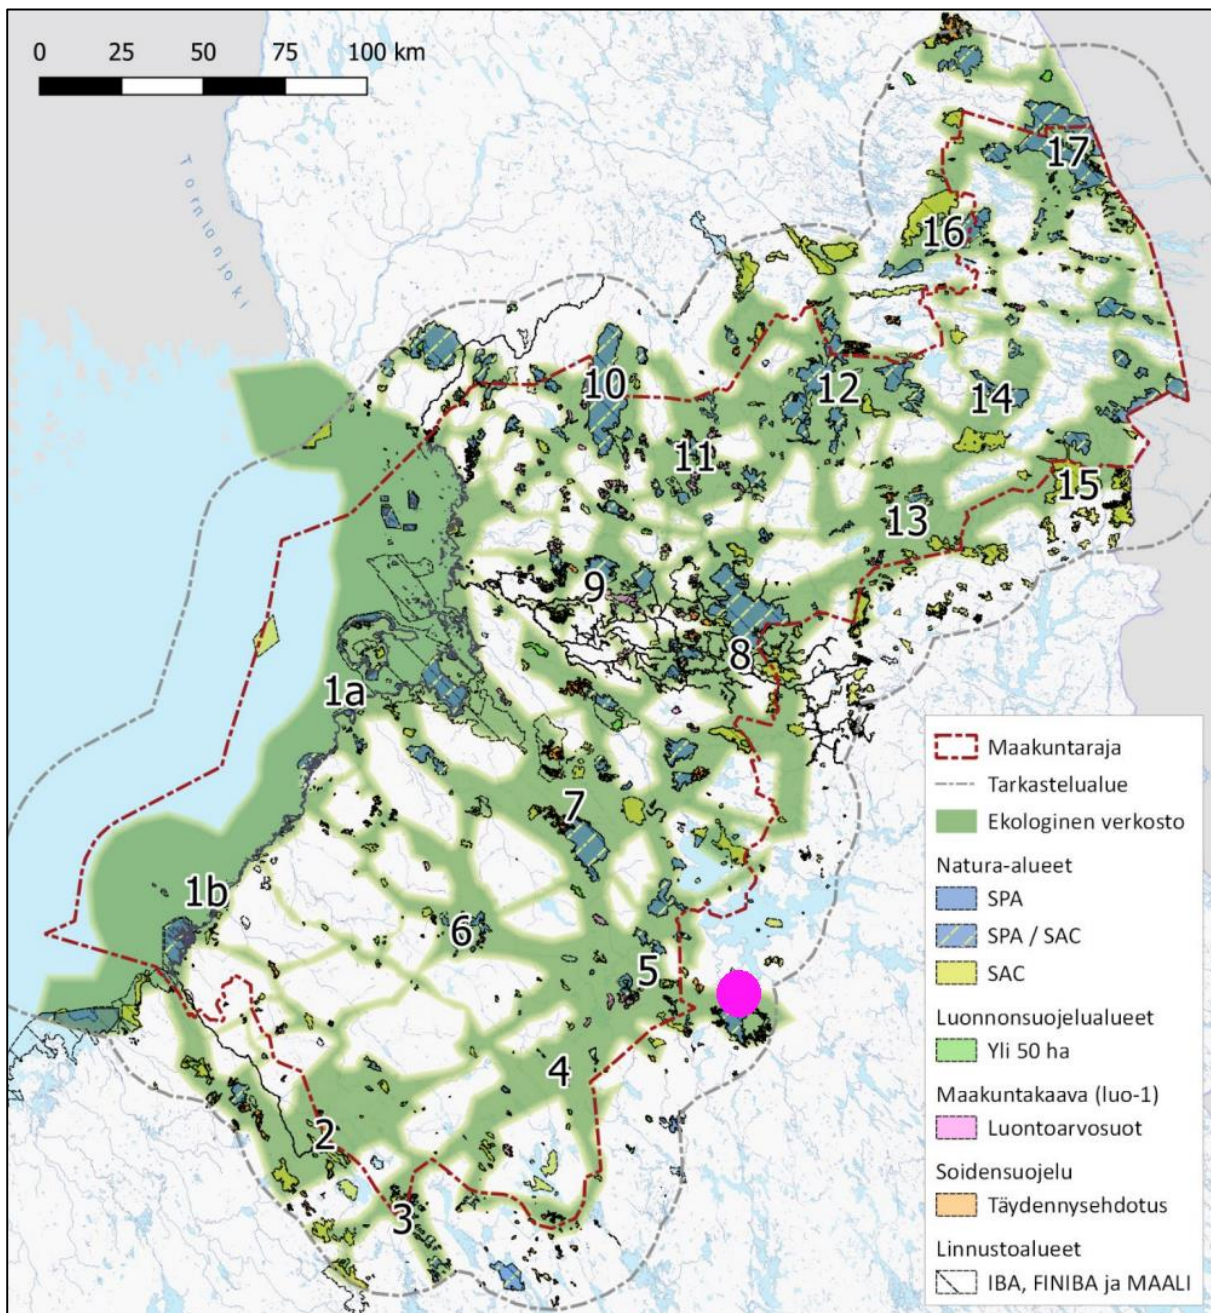 0 25 50 75 100 km
Tornionjoki
17
16
10
12
14
11
15
13
9
8
1a
7
1b
6
5
4
2
3
Maakuntaraja
Tarkastelualue
Ekologinen verkosto
Natura-alueet
SPA
SPA / SAC
SAC
Luonnonsuojelualueet
Yli 50 ha
Maakuntakaava (luo-1)
Luontoarvosuot
Soidensuojelu
Täydennysehdotus
Linnustoalueet
IBA, FINIBA ja MAALI